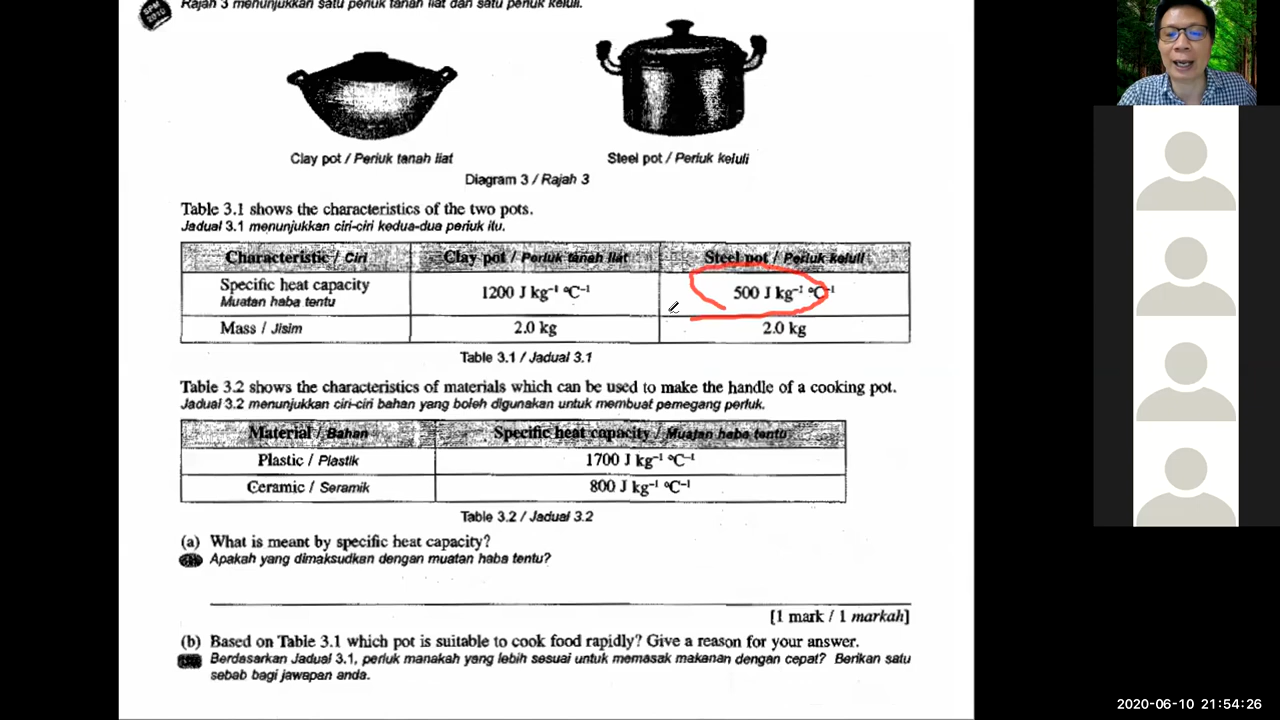 SPM 2010
Rajah 3 menunjukkan satu periuk tanah liat dan satu periuk keluli.
Clay pot / Periuk tanah liat
Steel pot / Periuk keluli
Diagram 3 / Rajah 3
Table 3.1 shows the characteristics of the two pots.
Jadual 3.1 menunjukkan ciri-ciri kedua-dua periuk itu.
Characteristic / Ciri Clay pot / Periuk tanah liat Steel pot / Periuk keluli
Specific heat capacity 1200 J kg⁻¹ °C⁻¹ 500 J kg⁻¹ °C⁻¹
Muatan haba tentu
Mass / Jisim 2.0 kg 2.0 kg
Table 3.1 / Jadual 3.1
Table 3.2 shows the characteristics of materials which can be used to make the handle of a cooking pot.
Jadual 3.2 menunjukkan ciri-ciri bahan yang boleh digunakan untuk membuat pemegang periuk.
Material / Bahan Specific heat capacity / Muatan haba tentu
Plastic / Plastik 1700 J kg⁻¹ °C⁻¹
Ceramic / Seramik 800 J kg⁻¹ °C⁻¹
Table 3.2 / Jadual 3.2
(a) What is meant by specific heat capacity?
Apakah yang dimaksudkan dengan muatan haba tentu?
[1 mark / 1 markah]
(b) Based on Table 3.1 which pot is suitable to cook food rapidly? Give a reason for your answer.
Berdasarkan Jadual 3.1, periuk manakah yang lebih sesuai untuk memasak makanan dengan cepat? Berikan satu
sebab bagi jawapan anda.
2020-06-10 21:54:26